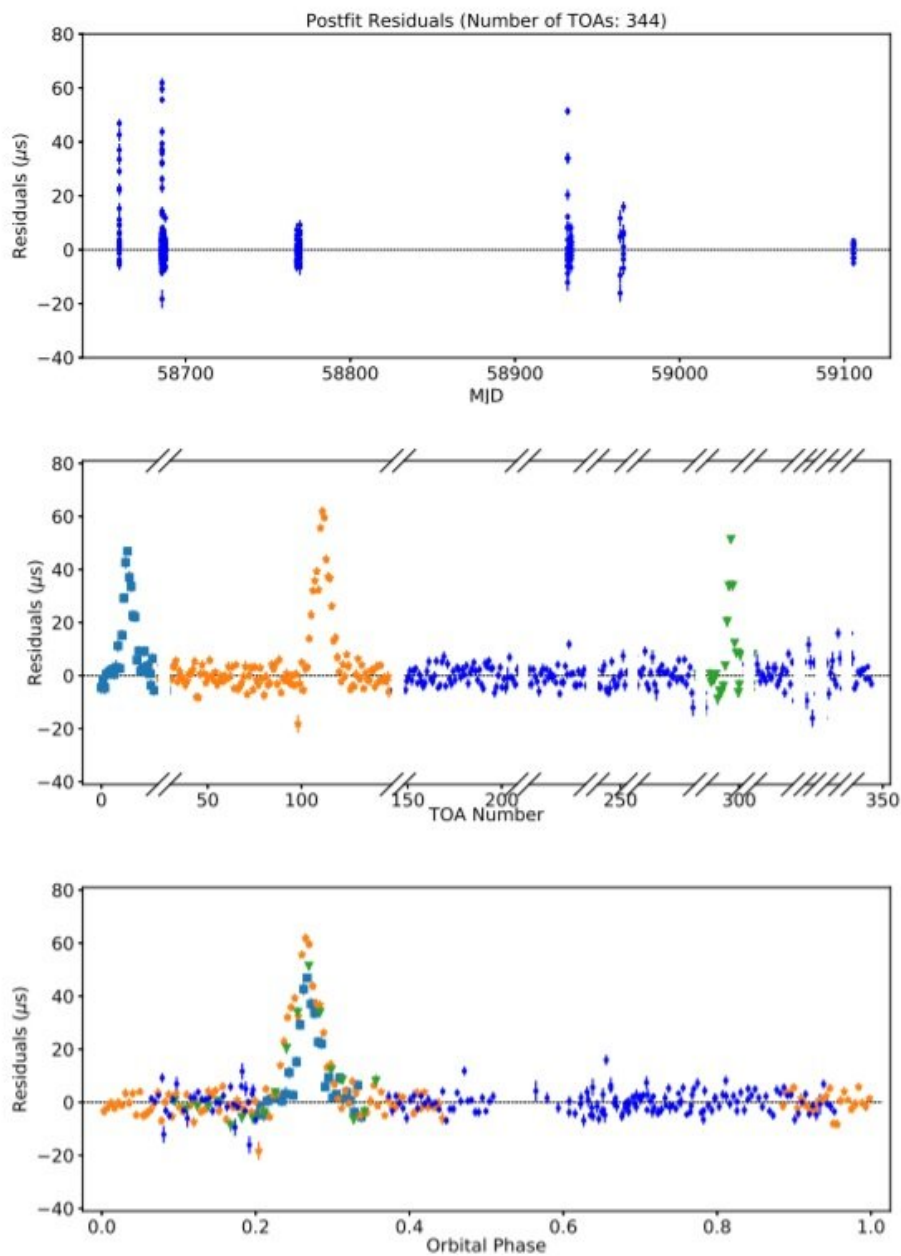 Postfit Residuals (Number of TOAs: 344)
80
60
40
20
0
−20
−40
Residuals (μs)
58700 58800 58900 59000 59100
MJD
80
60
40
20
0
−20
−40
Residuals (μs)
0 50 100 150 200 250 300 350
TOA Number
80
60
40
20
0
−20
−40
Residuals (μs)
0.0 0.2 0.4 0.6 0.8 1.0
Orbital Phase